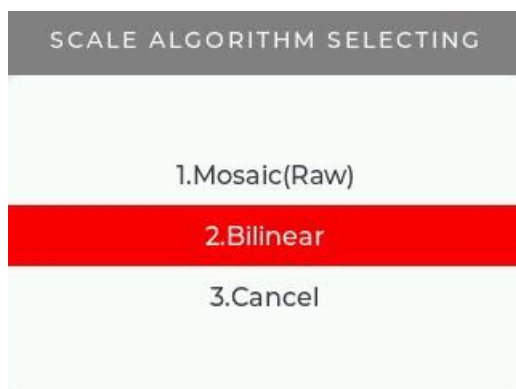 SCALE ALGORITHM SELECTING
1.Mosaic(Raw)
2.Bilinear
3.Cancel